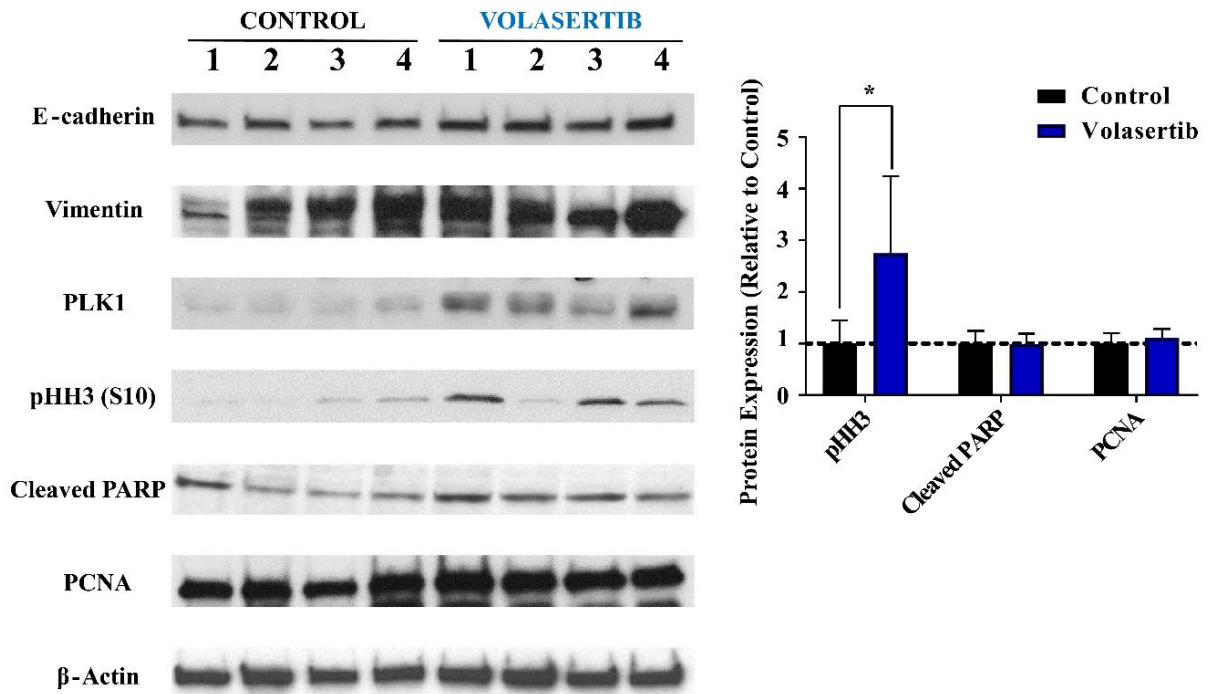 CONTROL VOLASERTIB
1 2 3 4 1 2 3 4
E-cadherin
Vimentin
PLK1
pHH3 (S10)
Cleaved PARP
PCNA
β-Actin
Protein Expression (Relative to Control)
*
Control
Volasertib
5
4
3
2
1
0
pHH3
Cleaved PARP
PCNA